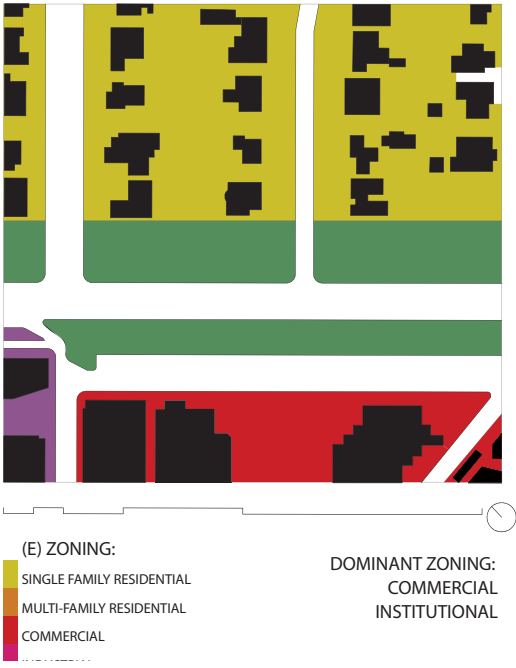 (E) ZONING:
SINGLE FAMILY RESIDENTIAL
MULTI-FAMILY RESIDENTIAL
COMMERCIAL
DOMINANT ZONING:
COMMERCIAL
INSTITUTIONAL